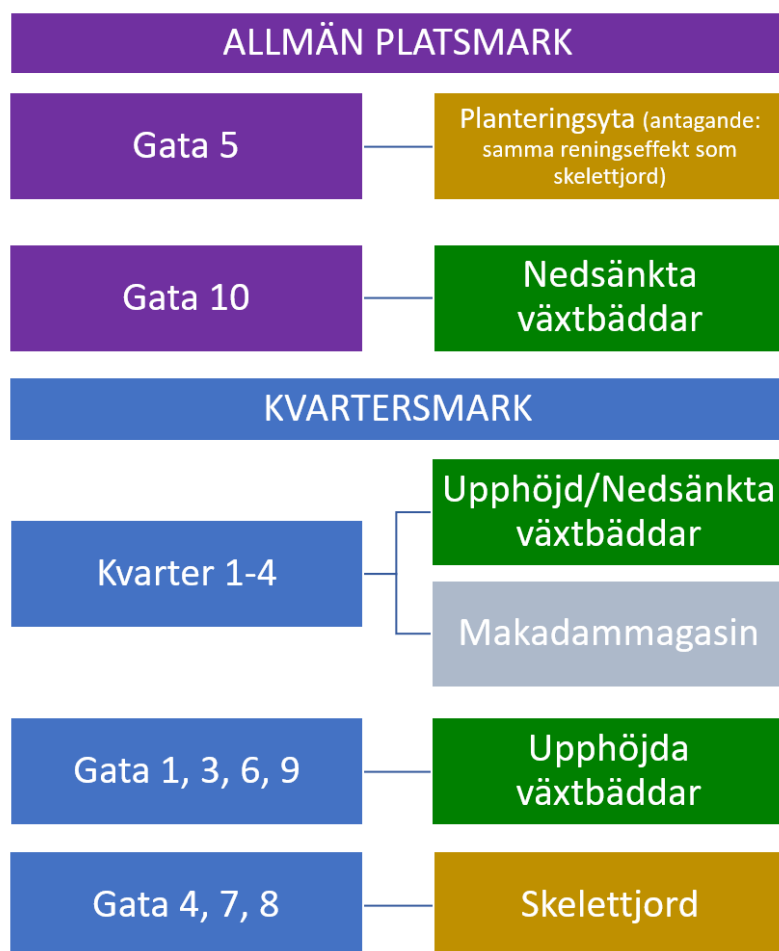 ALLMÄN PLATSMARK
Gata 5
Planteringsyta (antagande:
samma reningseffekt som
skelettjord)
Gata 10
Nedsänkta
växtbäddar
KVARTERSMARK
Kvarter 1-4
Upphöjd/Nedsänkta
växtbäddar
Makadammagasin
Gata 1, 3, 6, 9
Upphöjda
växtbäddar
Gata 4, 7, 8
Skelettjord